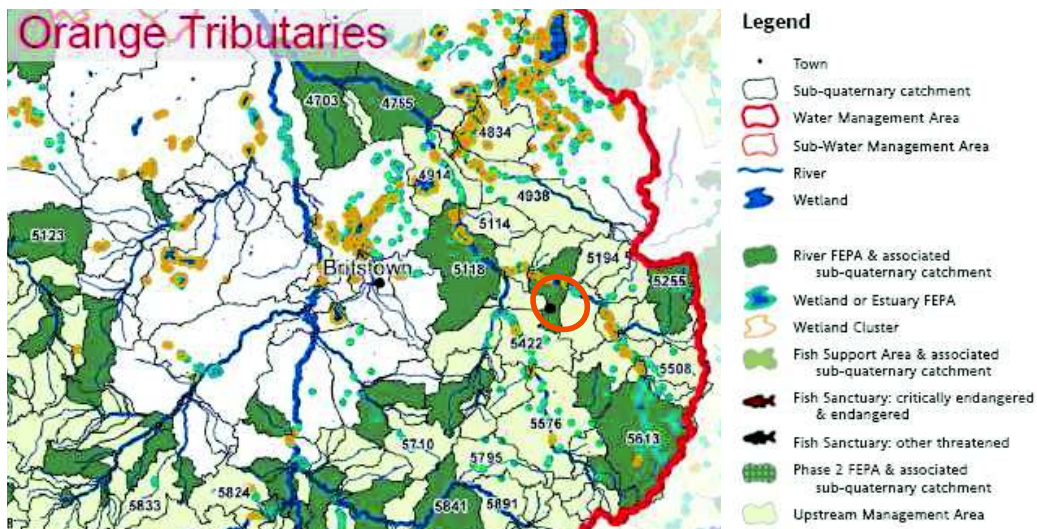 Orange Tributaries
Legend
Town
Sub-quaternary catchment
Water Management Area
Sub-Water Management Area
River
Wetland
River FEPA & associated
sub-quaternary catchment
Wetland or Estuary FEPA
Wetland Cluster
Fish Support Area & associated
sub-quaternary catchment
Fish Sanctuary: critically endangered
& endangered
Fish Sanctuary: other threatened
Phase 2 FEPA & associated
sub-quaternary catchment
Upstream Management Area
4703
4765
4834
4914
4938
5114
5123
5194
Britstown
5118
5255
5422
5508
5576
5613
5710
5795
5824
5833
5841
5891